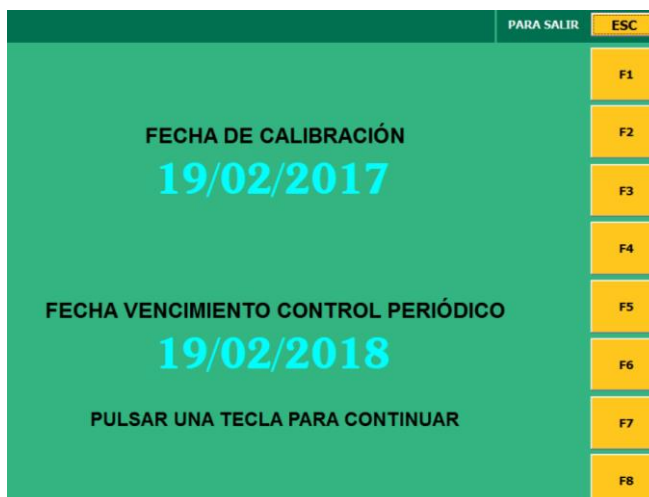 PARA SALIR ESC
F1
FECHA DE CALIBRACIÓN
F2
19/02/2017
F3
F4
FECHA VENCIMIENTO CONTROL PERIÓDICO
F5
19/02/2018
F6
PULSAR UNA TECLA PARA CONTINUAR
F7
F8